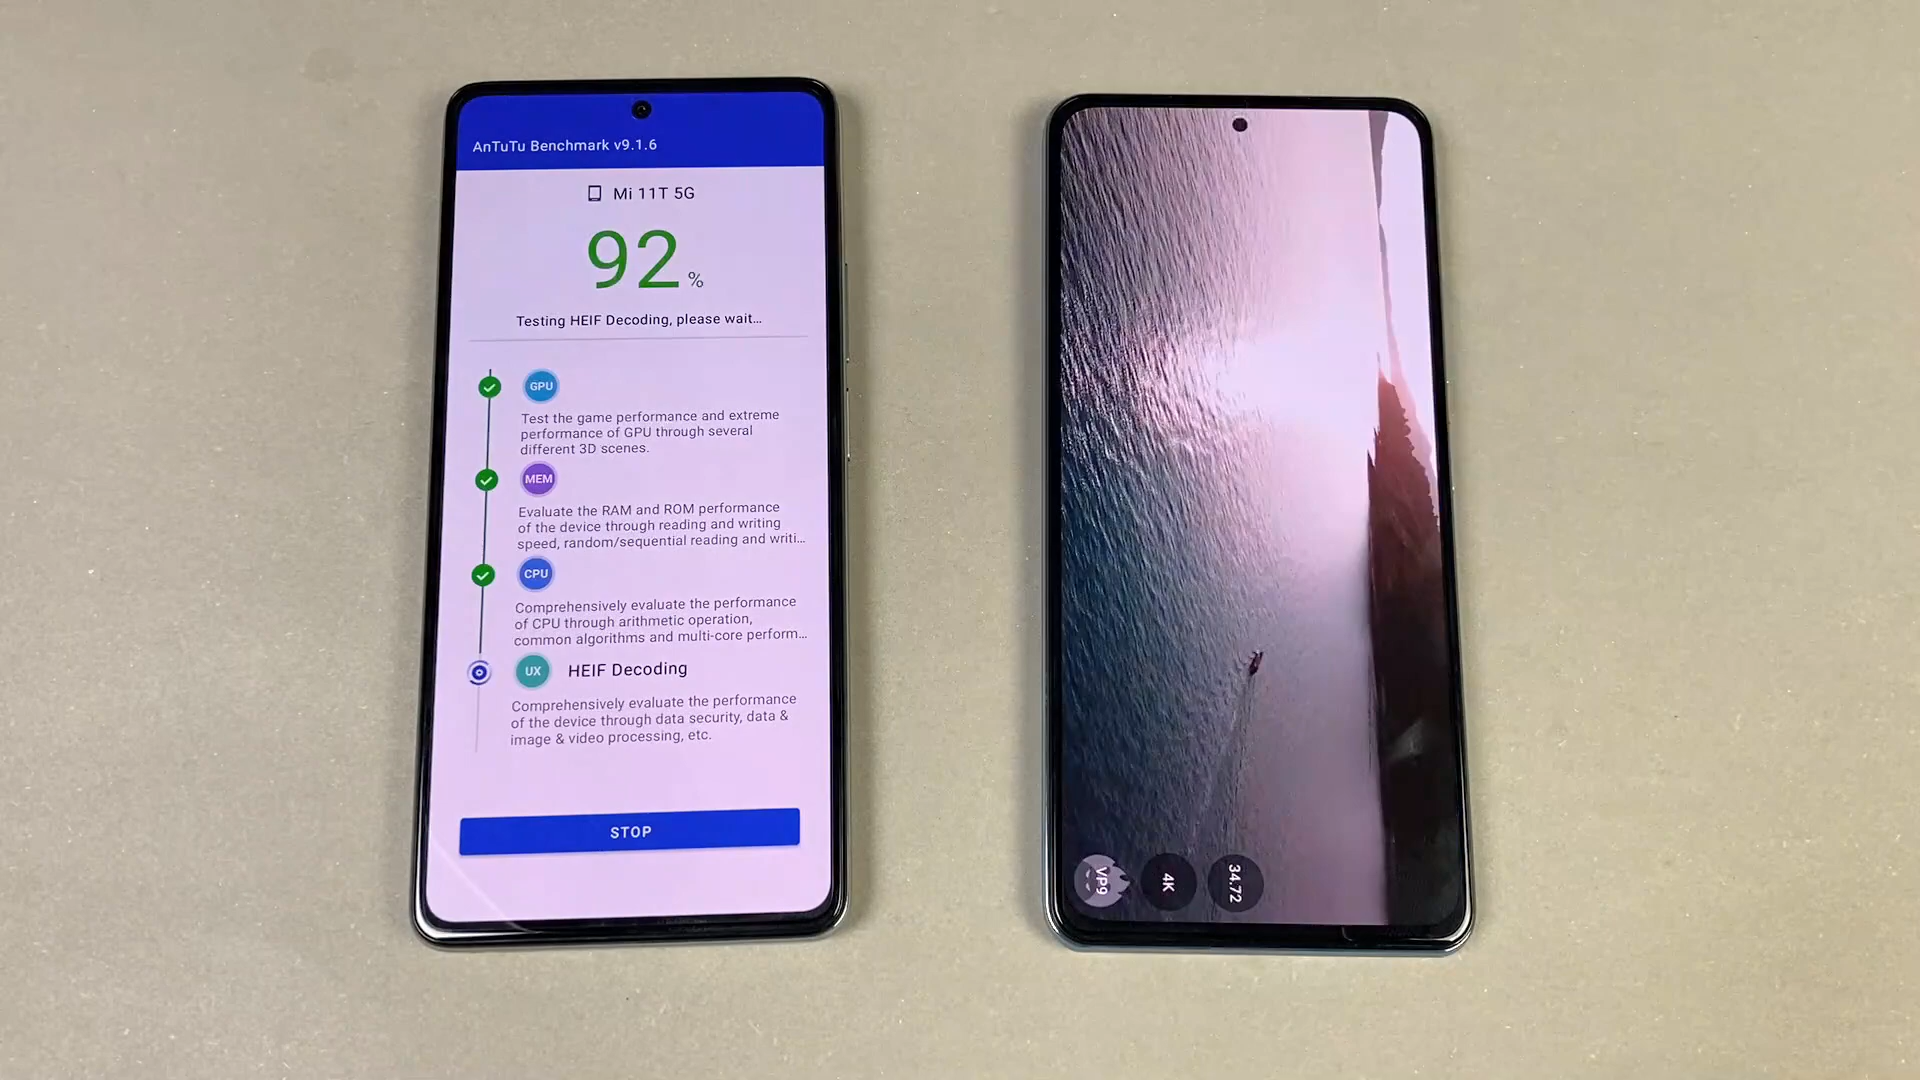 AnTuTu Benchmark v9.1.6
Mi 11T 5G
92 %
Testing HEIF Decoding, please wait...
GPU
Test the game performance and extreme
performance of GPU through several
different 3D scenes.
MEM
Evaluate the RAM and ROM performance
of the device through reading and writing
speed, random/sequential reading and writi...
CPU
Comprehensively evaluate the performance
of CPU through arithmetic operation,
common algorithms and multi-core perform...
UX HEIF Decoding
Comprehensively evaluate the performance
of the device through data security, data &
image & video processing, etc.
STOP
VP9
4K
34.72